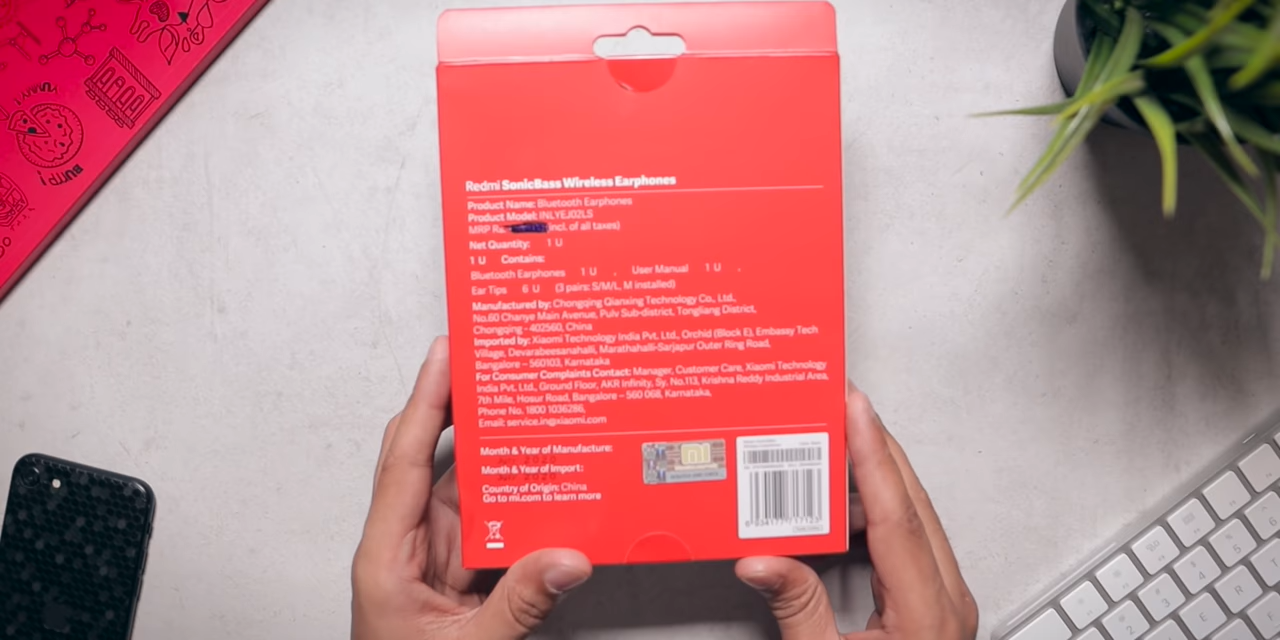 YUMMY!
BURP!
Redmi SonicBass Wireless Earphones
Product Name: Bluetooth Earphones
Product Model: INLYEJ02LS
MRP incl. of all taxes)
Net Quantity: 1 U
1 U Contains:
Bluetooth Earphones 1 U , User Manual 1 U ,
Ear Tips 6 U (3 pairs: S/M/L, M installed)
Manufactured by: Chongqing Qianxing Technology Co., Ltd.,
No.60 Chanye Main Avenue, Pulv Sub-district, Tongliang District,
Chongqing - 402560, China
Imported by: Xiaomi Technology India Pvt. Ltd., Orchid (Block E), Embassy Tech
Village, Devarabeesanahalli, Marathahalli-Sarjapur Outer Ring Road,
Bangalore – 560103, Karnataka
For Consumer Complaints Contact: Manager, Customer Care, Xiaomi Technology
India Pvt. Ltd., Ground Floor, AKR Infinity, Sy. No.113, Krishna Reddy Industrial Area,
7th Mile, Hosur Road, Bangalore – 560 068, Karnataka,
Phone No. 1800 1036286,
Email: service.in@xiaomi.com
Month & Year of Manufacture:
Month & Year of Import:
Country of Origin: China
Go to mi.com to learn more
mi